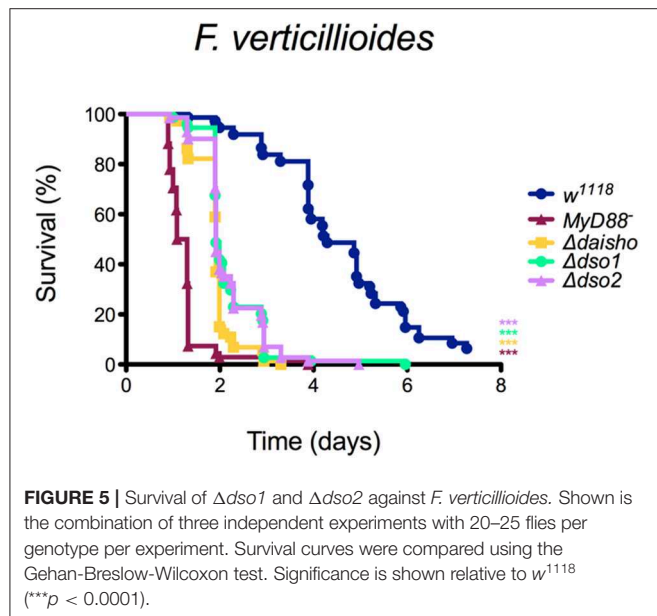 F. verticillioides
100
80
60
40
20
0
Survival (%)
0 2 4 6 8
Time (days)
w¹¹¹⁸
MyD88⁻
Δdaisho
Δdso1
Δdso2
***
***
***
***
FIGURE 5 | Survival of Δdso1 and Δdso2 against F. verticillioides. Shown is
the combination of three independent experiments with 20–25 flies per
genotype per experiment. Survival curves were compared using the
Gehan-Breslow-Wilcoxon test. Significance is shown relative to w¹¹¹⁸
(***p < 0.0001).